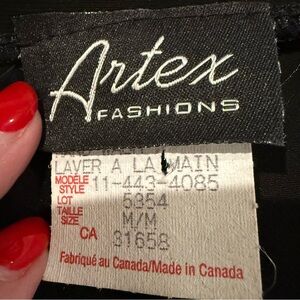 Artex
FASHIONS
LAVER A LA MAIN
MODELE
STYLE 11-443-4085
LOT 5354
TAILLE
SIZE M/M
CA 31658
Fabriqué au Canada/Made in Canada